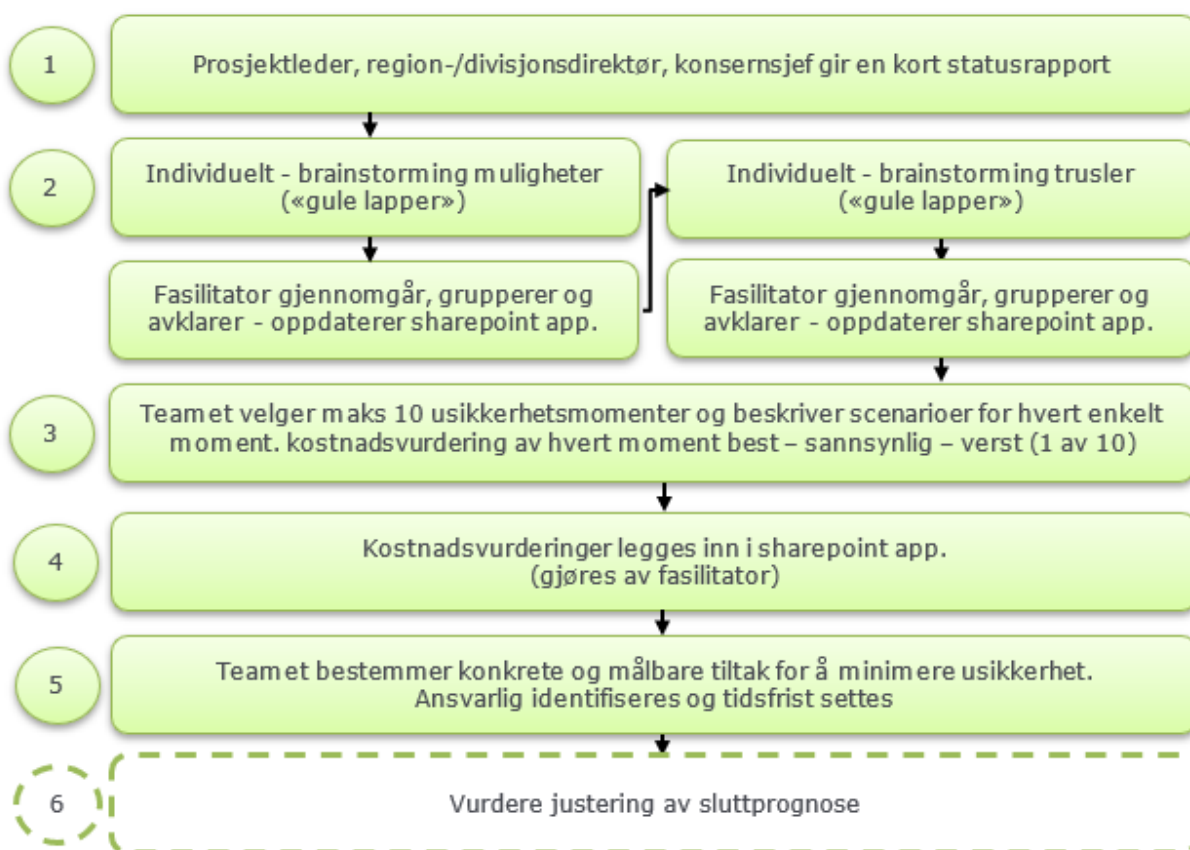 1
Prosjektleder, region-/divisjonsdirektør, konsernsjef gir en kort statusrapport
2
Individuelt - brainstorming muligheter
(«gule lapper»)
Individuelt - brainstorming trusler
(«gule lapper»)
Fasilitator gjennomgår, grupperer og
avklarer - oppdaterer sharepoint app.
Fasilitator gjennomgår, grupperer og
avklarer - oppdaterer sharepoint app.
3
Teamet velger maks 10 usikkerhetsmomenter og beskriver scenarioer for hvert enkelt
moment. kostnadsvurdering av hvert moment best – sannsynlig – verst (1 av 10)
4
Kostnadsvurderinger legges inn i sharepoint app.
(gjøres av fasilitator)
5
Teamet bestemmer konkrete og målbare tiltak for å minimere usikkerhet.
Ansvarlig identifiseres og tidsfrist settes
6
Vurdere justering av sluttprognose